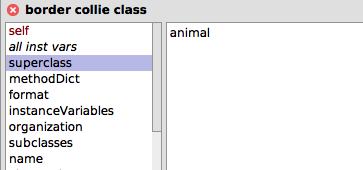 border collie class
self
all inst vars
superclass
methodDict
format
instanceVariables
organization
subclasses
name
animal